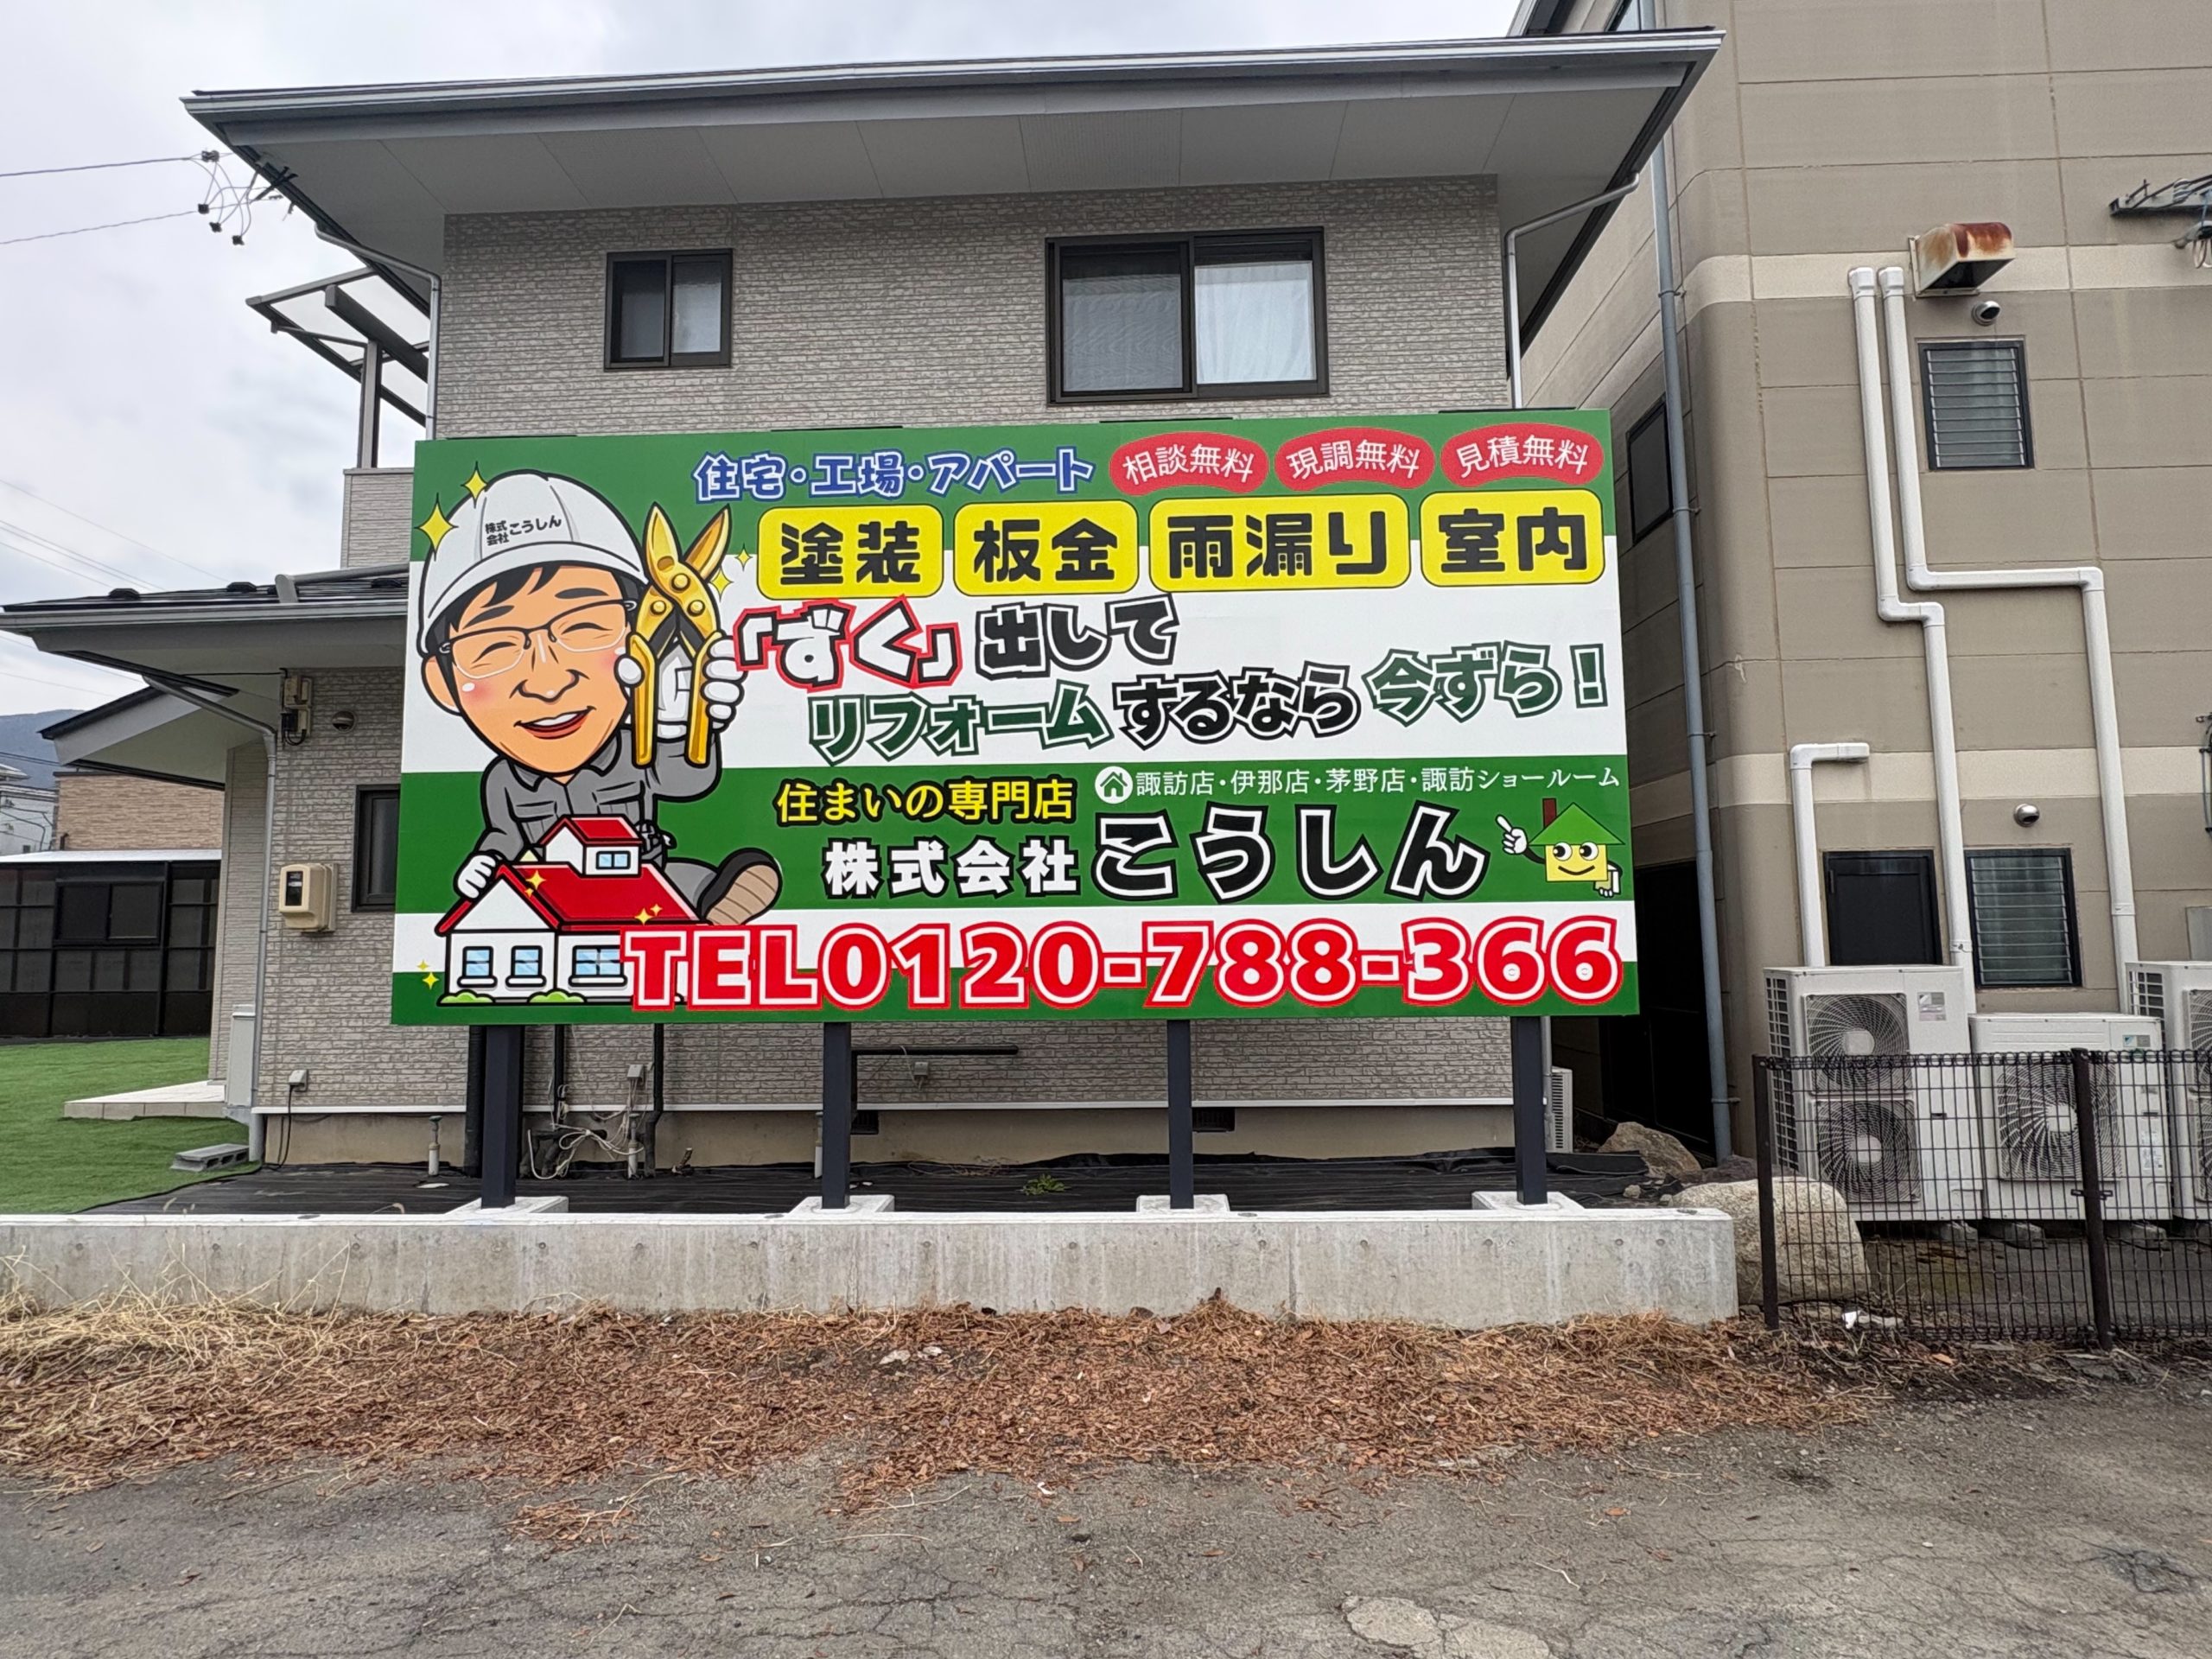 住宅・工場・アパート 相談無料 現調無料 見積無料
塗装 板金 雨漏り 室内
株式会社こうしん
「ずく」出して
リフォームするなら今ずら！
住まいの専門店 諏訪店・伊那店・茅野店・諏訪ショールーム
株式会社こうしん
TEL0120-788-366